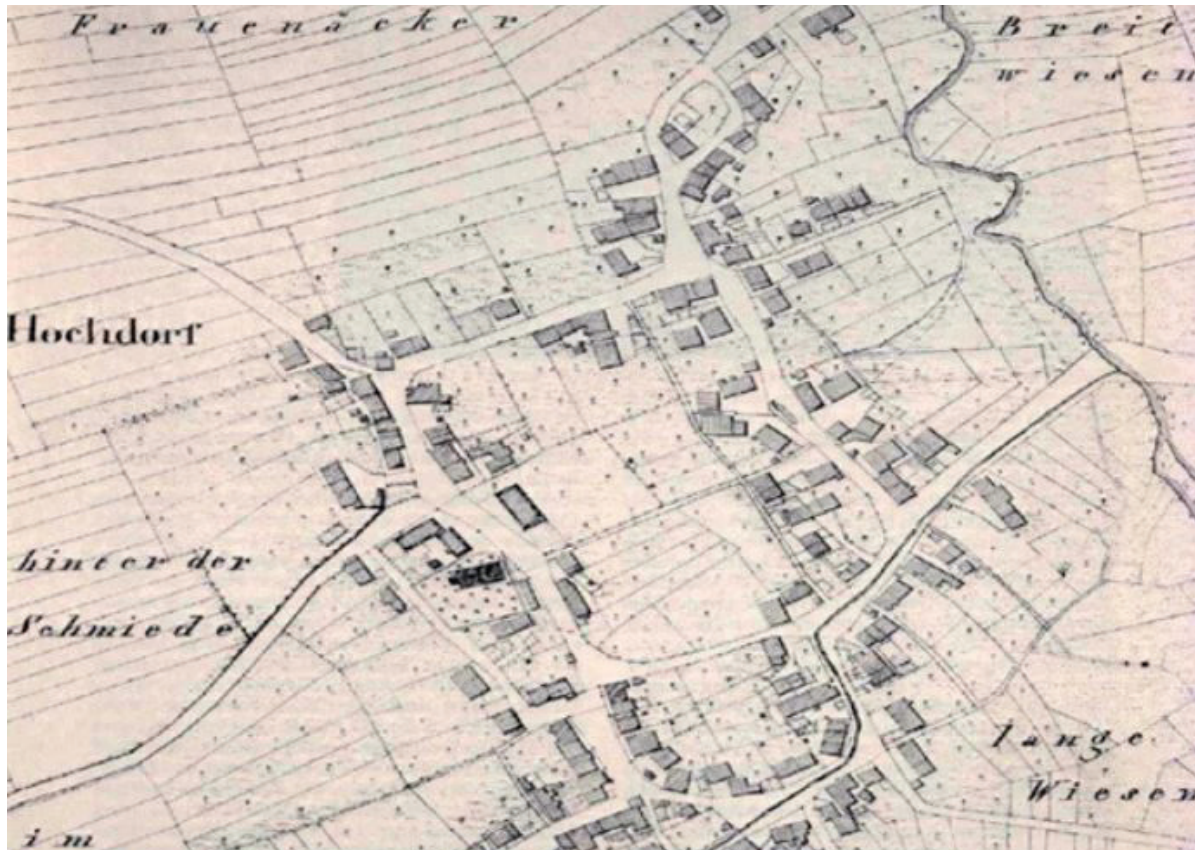 Frauenäcker
Breit
wiesen
Hochdorf
hinter der
Schmiede
lange
Wiesen
im